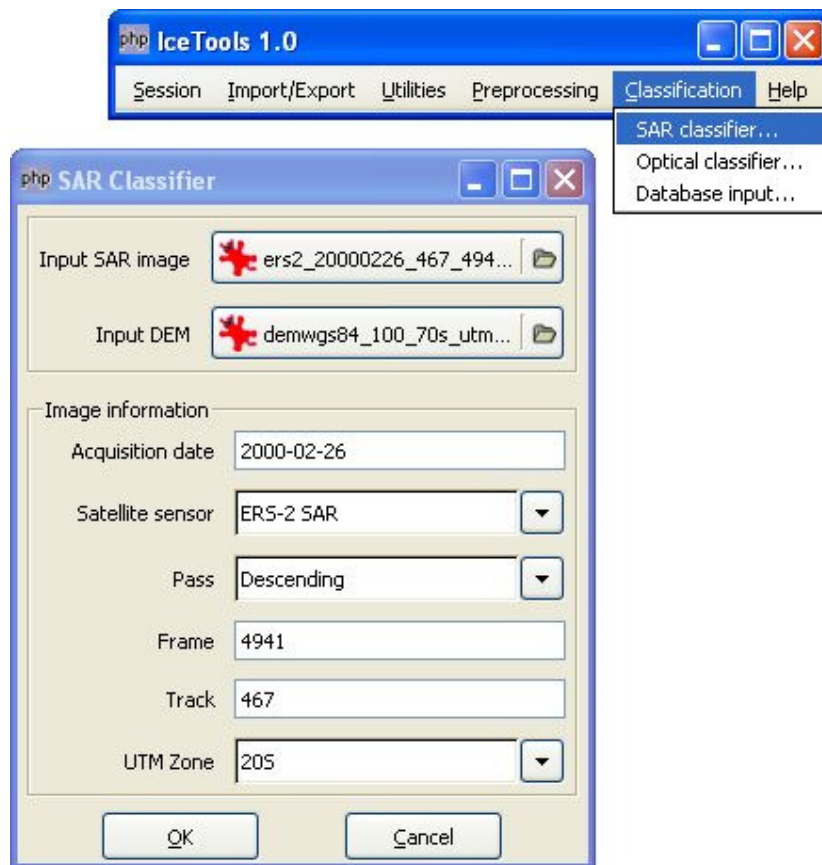 php IceTools 1.0
Session Import/Export Utilities Preprocessing Classification Help
SAR classifier...
Optical classifier...
Database input...
php SAR Classifier
Input SAR image ers2_20000226_467_494...
Input DEM demwgs84_100_70s_utm...
Image information
Acquisition date 2000-02-26
Satellite sensor ERS-2 SAR
Pass Descending
Frame 4941
Track 467
UTM Zone 20S
OK Cancel